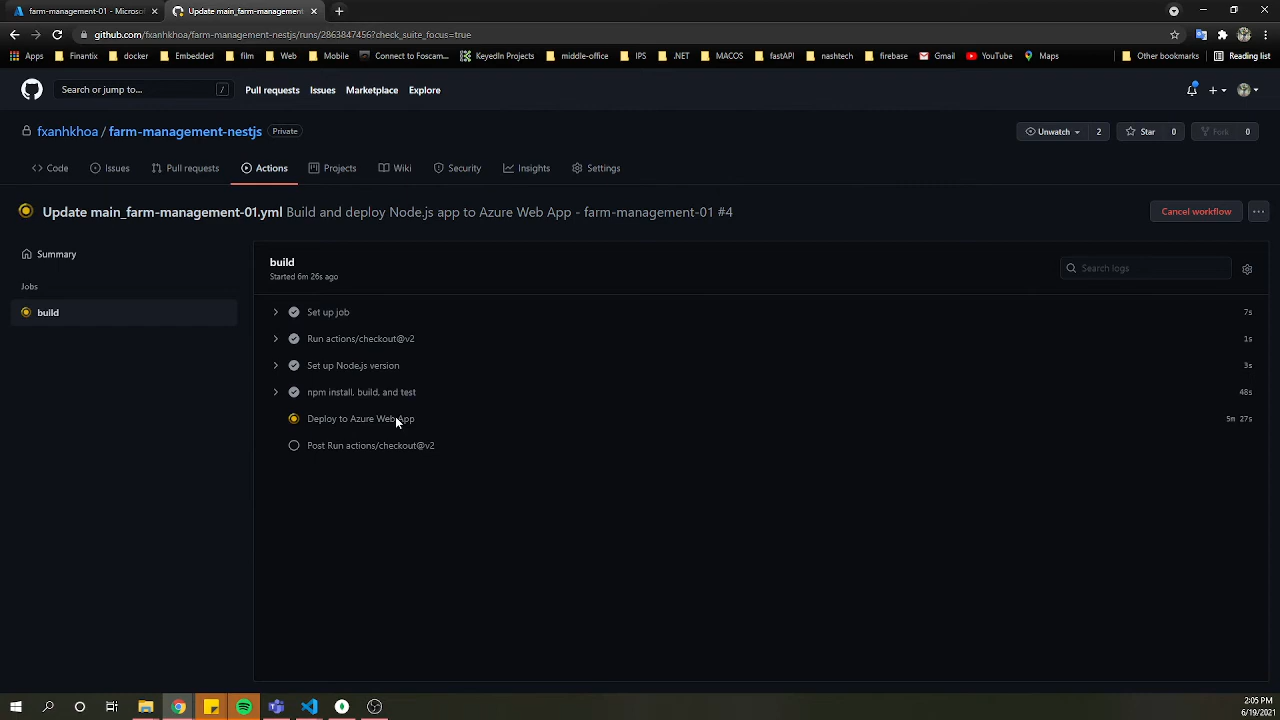 farm-management-01 - Microsof
Update main_farm-management
github.com/fxanhkhoa/farm-management-nestjs/runs/2863847456?check_suite_focus=true
Apps
Finantix
docker
Embedded
film
Web
Mobile
Connect to Foscam...
KeyedIn Projects
middle-office
IPS
.NET
MACOS
fastAPI
nashtech
firebase
Gmail
YouTube
Maps
Other bookmarks
Reading list
Search or jump to...
/
Pull requests
Issues
Marketplace
Explore
fxanhkhoa / farm-management-nestjs
Private
Unwatch
2
Star
0
Fork
0
Code
Issues
Pull requests
Actions
Projects
Wiki
Security
Insights
Settings
Update main_farm-management-01.yml Build and deploy Node.js app to Azure Web App - farm-management-01 #4
Cancel workflow
Summary
Jobs
build
build
Started 6m 26s ago
Search logs
Set up job
7s
Run actions/checkout@v2
1s
Set up Node.js version
3s
npm install, build, and test
48s
Deploy to Azure Web App
5m 27s
Post Run actions/checkout@v2
2:05 PM
6/19/2021